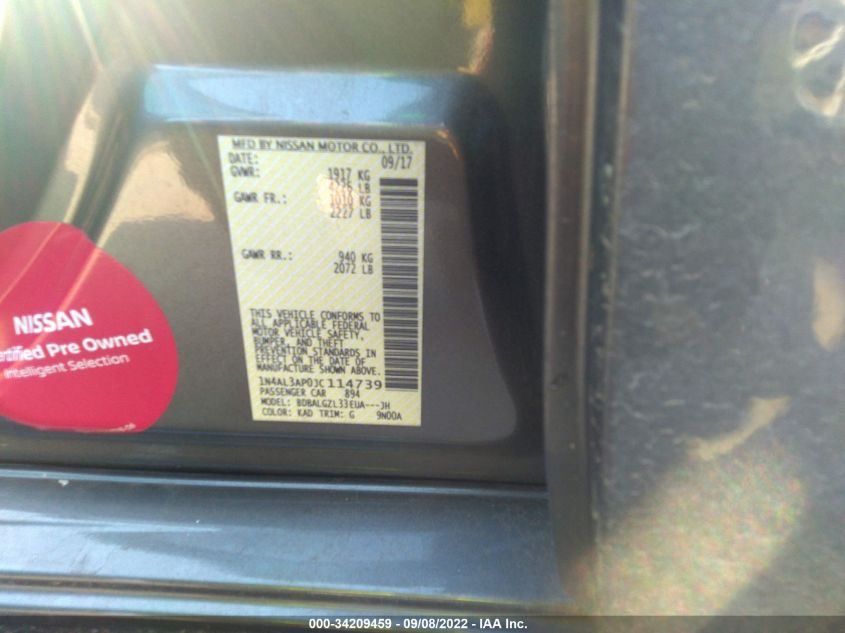 MFD BY NISSAN MOTOR CO., LTD.
DATE: 09/17
GVWR: 1917 KG
LB
GAWR FR.: 1010 KG
2227 LB
GAWR RR.: 940 KG
2072 LB
THIS VEHICLE CONFORMS TO
ALL APPLICABLE FEDERAL
MOTOR VEHICLE SAFETY,
BUMPER, AND THEFT
PREVENTION STANDARDS IN
EFFECT ON THE DATE OF
MANUFACTURE SHOWN ABOVE.
1N4AL3AP0JC114739
PASSENGER CAR 894
MODEL: BDBALGZL33EUA---JH
COLOR: KAD TRIM: G 9N00A
NISSAN
Certified Pre Owned
Intelligent Selection
000-34209459 - 09/08/2022 - IAA Inc.